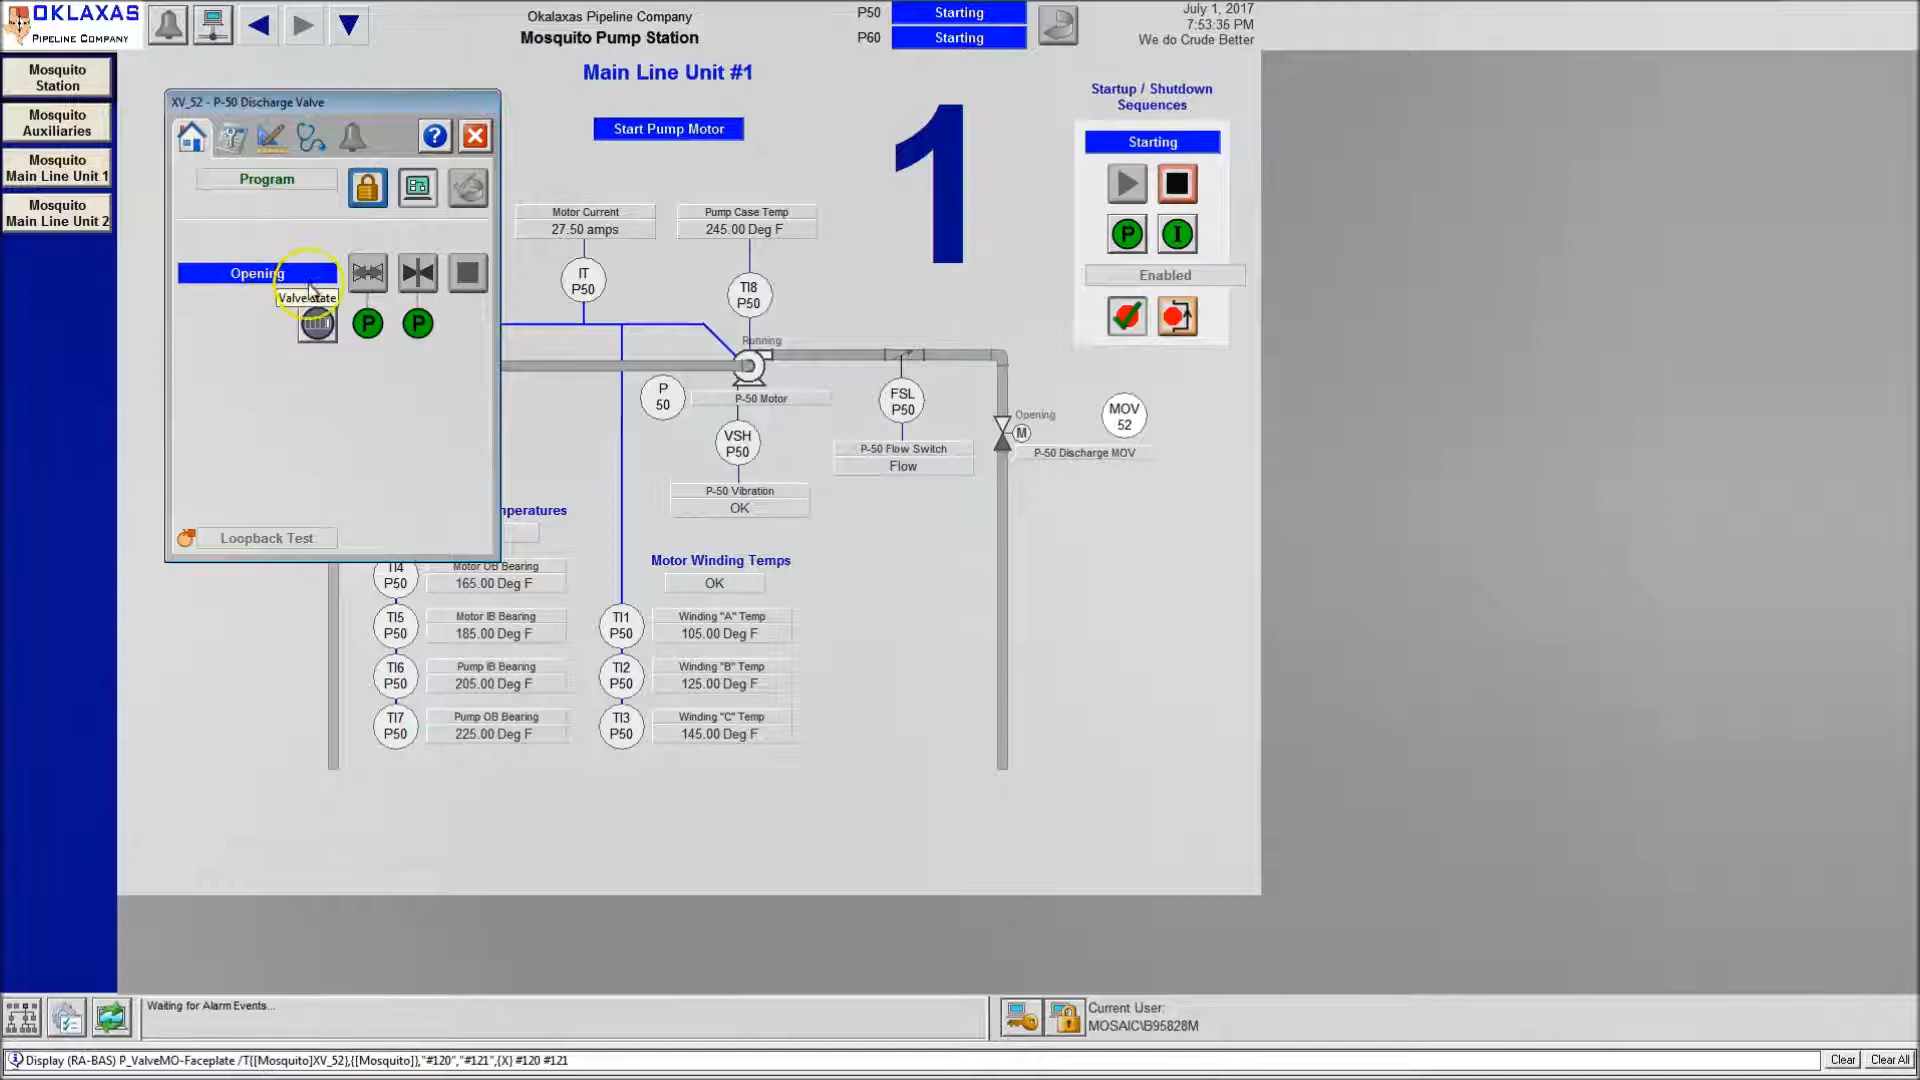 OKLAXAS
PIPELINE COMPANY
Okalaxas Pipeline Company
Mosquito Pump Station
P50
Starting
P60
Starting
July 1, 2017
7:53:36 PM
We do Crude Better
Mosquito
Station
Mosquito
Auxiliaries
Mosquito
Main Line Unit 1
Mosquito
Main Line Unit 2
Main Line Unit #1
Start Pump Motor
1
Startup / Shutdown
Sequences
Starting
P
I
Enabled
XV_52 - P-50 Discharge Valve
?
Program
Opening
Valve State
P
P
Loopback Test
Motor Current
27.50 amps
Pump Case Temp
245.00 Deg F
IT
P50
TI8
P50
Running
P
50
P-50 Motor
VSH
P50
P-50 Vibration
OK
FSL
P50
P-50 Flow Switch
Flow
Opening
M
MOV
52
P-50 Discharge MOV
nperatures
TI4
P50
Motor OB Bearing
165.00 Deg F
TI5
P50
Motor IB Bearing
185.00 Deg F
TI6
P50
Pump IB Bearing
205.00 Deg F
TI7
P50
Pump OB Bearing
225.00 Deg F
Motor Winding Temps
OK
TI1
P50
Winding "A" Temp
105.00 Deg F
TI2
P50
Winding "B" Temp
125.00 Deg F
TI3
P50
Winding "C" Temp
145.00 Deg F
Waiting for Alarm Events...
Current User:
MOSAIC\B95828M
Display (RA-BAS) P_ValveMO-Faceplate /T{[Mosquito]XV_52},{[Mosquito]},"#120","#121",{X} #120 #121
Clear
Clear All